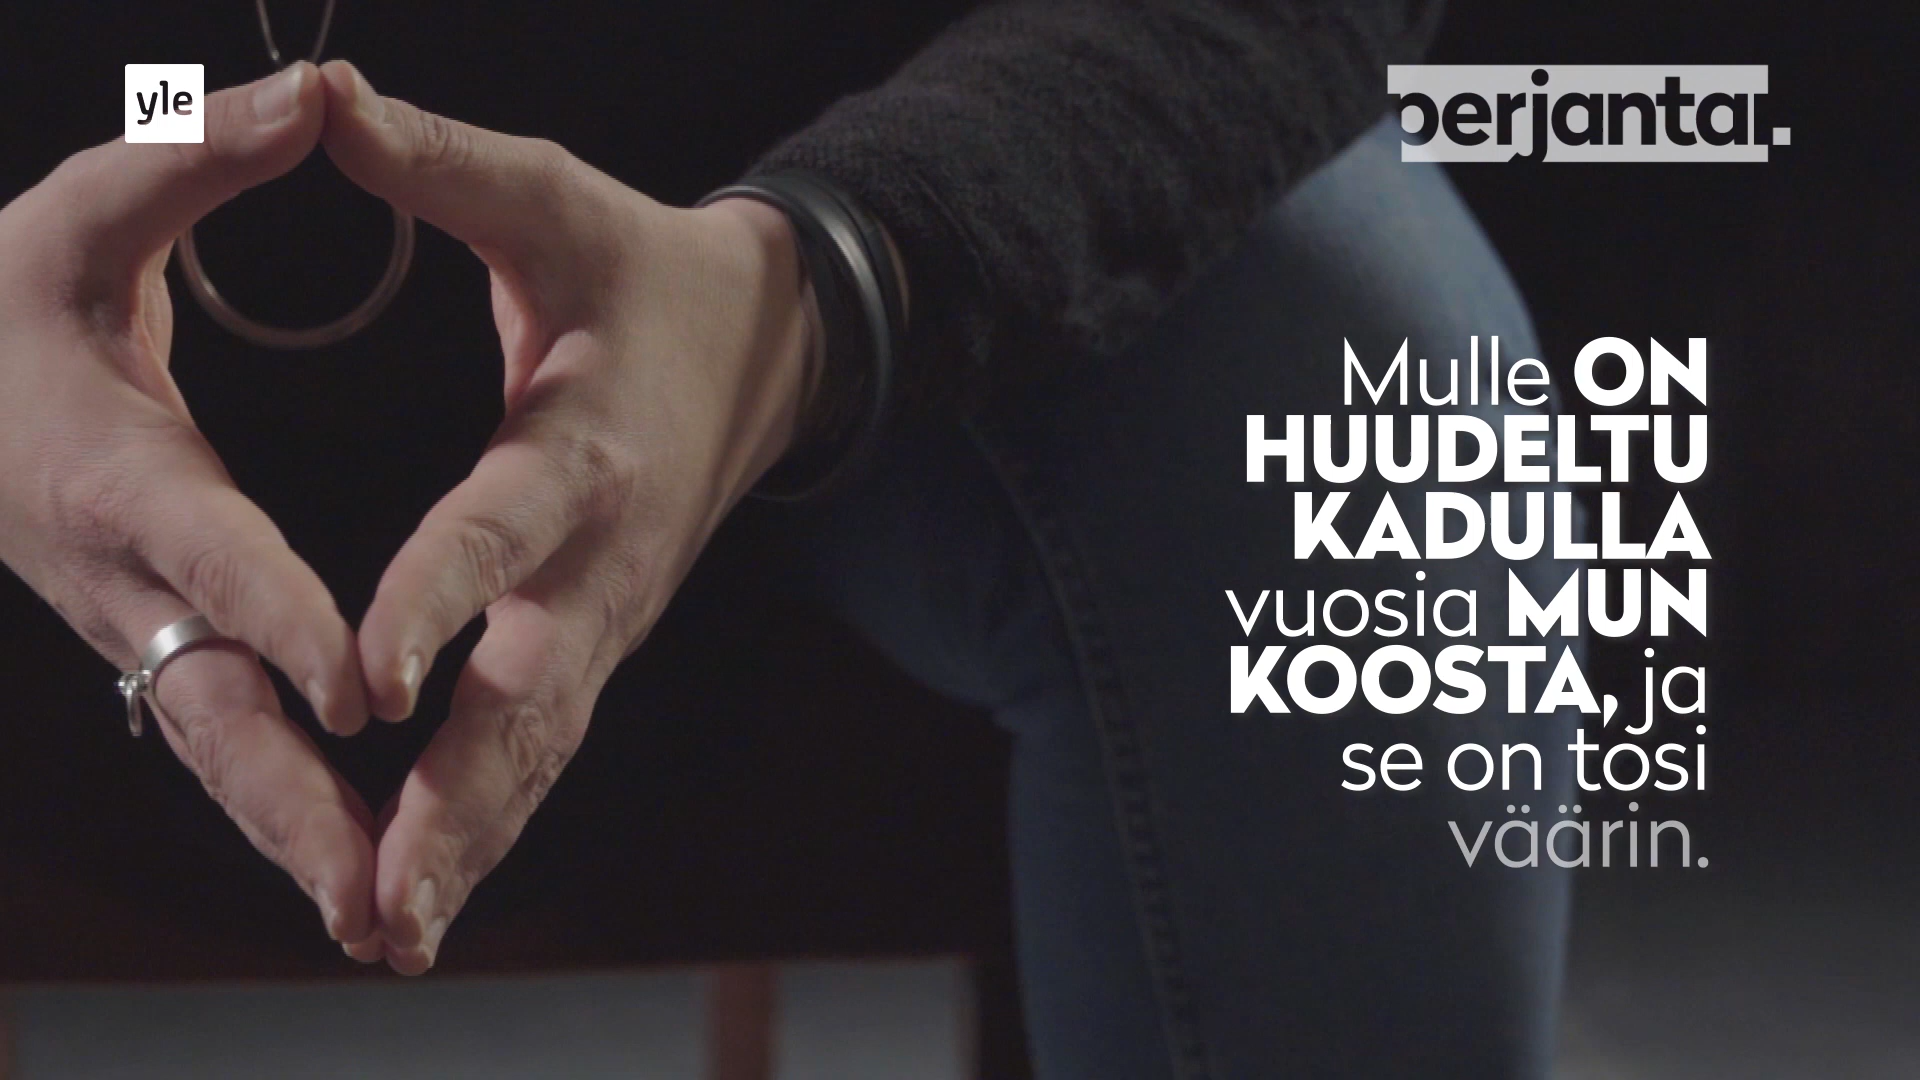 yle
perjantai.
Mulle ON
HUUDELTU
KADULLA
vuosia MUN
KOOSTA, ja
se on tosi
väärin.